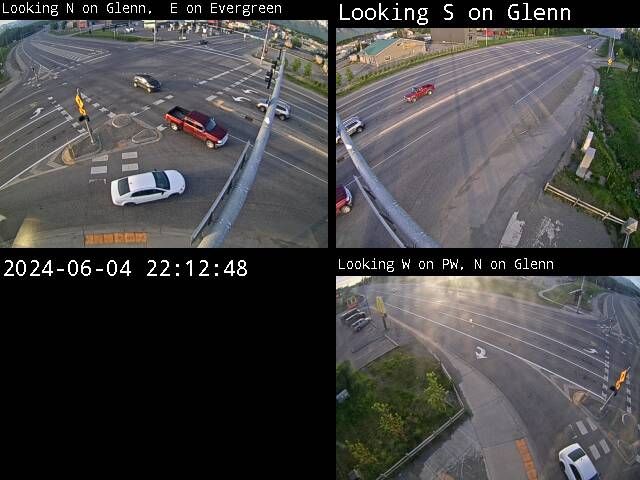 Looking N on Glenn,  E on Evergreen
Looking S on Glenn
2024-06-04 22:12:48
Looking W on PW, N on Glenn